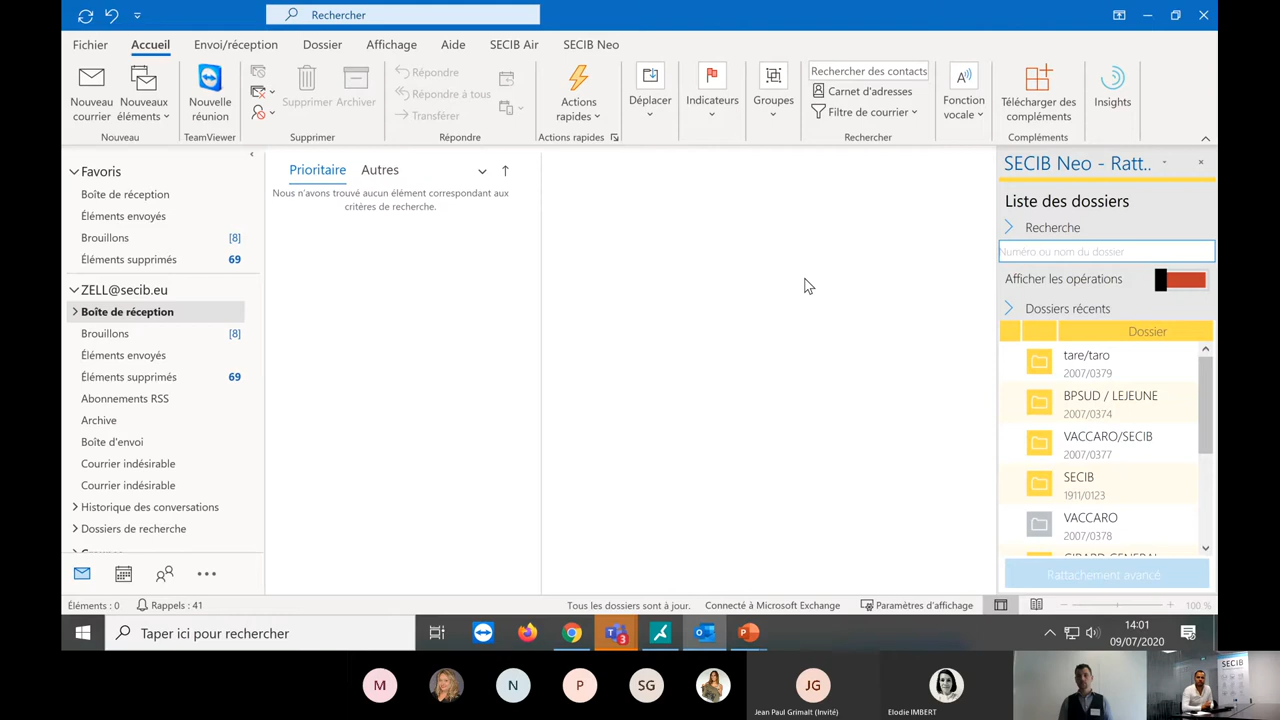 Rechercher
Fichier Accueil Envoi/réception Dossier Affichage Aide SECIB Air SECIB Neo
Nouveau courrier
Nouveaux éléments
Nouveau
Nouvelle réunion
TeamViewer
Supprimer Archiver
Supprimer
Répondre
Répondre à tous
Transférer
Répondre
Actions rapides
Actions rapides
Déplacer
Indicateurs
Groupes
Rechercher des contacts
Carnet d'adresses
Filtre de courrier
Rechercher
Fonction vocale
Télécharger des compléments
Compléments
Insights
Favoris
Boîte de réception
Éléments envoyés
Brouillons [8]
Éléments supprimés 69
ZELL@secib.eu
Boîte de réception
Brouillons [8]
Éléments envoyés
Éléments supprimés 69
Abonnements RSS
Archive
Boîte d'envoi
Courrier indésirable
Courrier indésirable
Historique des conversations
Dossiers de recherche
Prioritaire Autres
Nous n'avons trouvé aucun élément correspondant aux
critères de recherche.
SECIB Neo - Ratt..
Liste des dossiers
Recherche
Numéro ou nom du dossier
Afficher les opérations
Dossiers récents
Dossier
tare/taro
2007/0379
BPSUD / LEJEUNE
2007/0374
VACCARO/SECIB
2007/0377
SECIB
1911/0123
VACCARO
2007/0378
Rattachement avancé
Éléments : 0 Rappels : 41 Tous les dossiers sont à jour. Connecté à Microsoft Exchange Paramètres d'affichage 100 %
Taper ici pour rechercher
3
14:01
09/07/2020
M N P SG JG
Jean Paul Grimalt (Invité)
Elodie IMBERT
SECIB